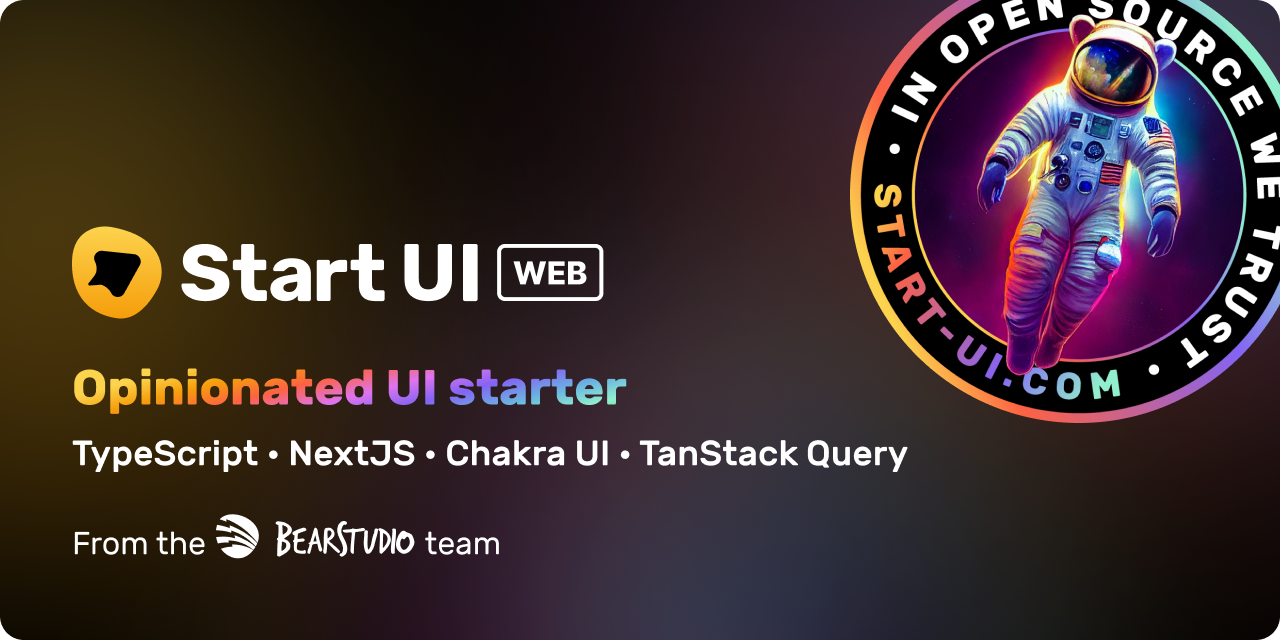 • IN OPEN SOURCE WE TRUST •
START-UI.COM
Start UI WEB
Opinionated UI starter
TypeScript • NextJS • Chakra UI • TanStack Query
From the BEARSTUDIO team